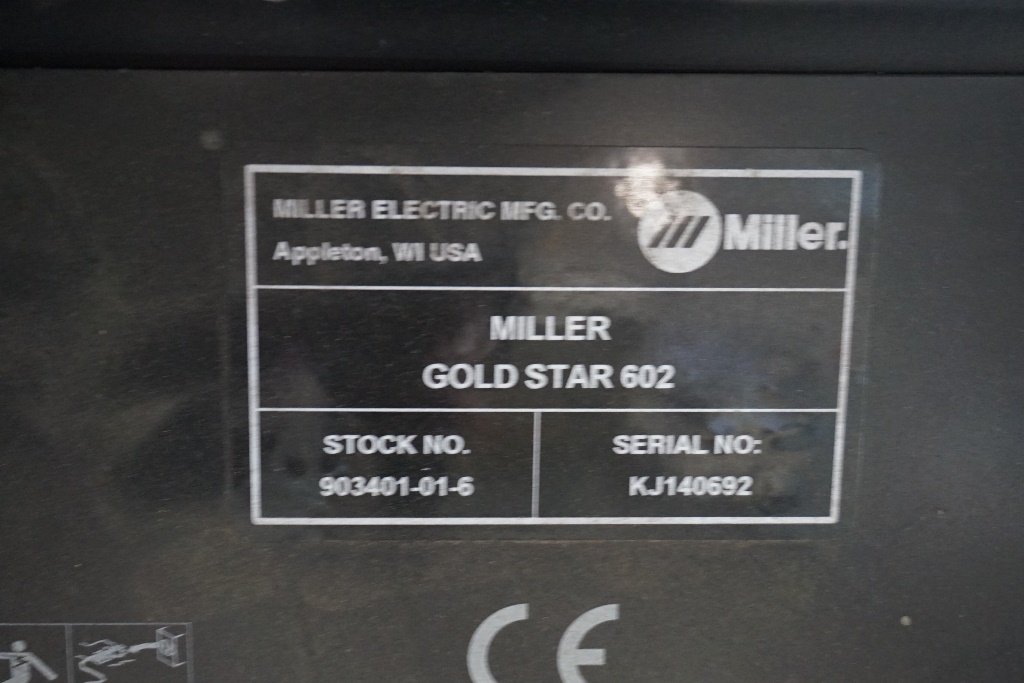 MILLER ELECTRIC MFG. CO.
Appleton, WI USA
Miller.
MILLER
GOLD STAR 602
STOCK NO.
903401-01-6
SERIAL NO:
KJ140692
CE